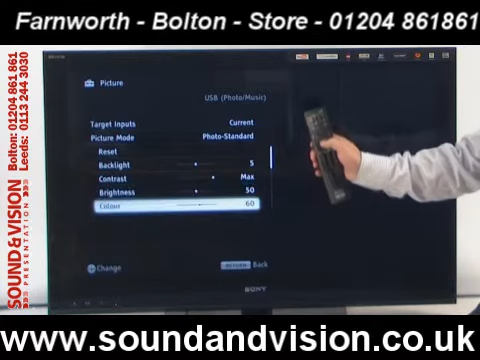 Farnworth - Bolton - Store - 01204 861861
Bolton: 01204 861 861
Leeds: 0113 244 3030
SOUND&VISION
PRESENTATION
Picture
USB (Photo/Music)
Target Inputs Current
Picture Mode Photo-Standard
Reset
Backlight 5
Contrast Max
Brightness 50
Colour 60
Change
RETURN Back
SONY
www.soundandvision.co.uk